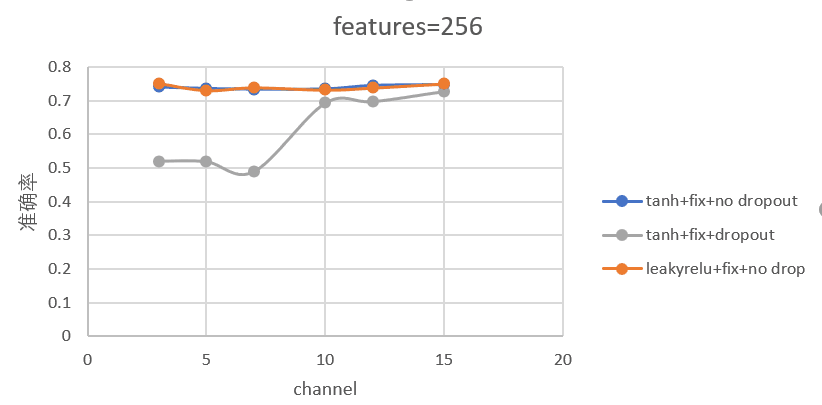 features=256
0.8
0.7
0.6
0.5
0.4
0.3
0.2
0.1
0
准确率
0
5
10
15
20
channel
tanh+fix+no dropout
tanh+fix+dropout
leakyrelu+fix+no drop